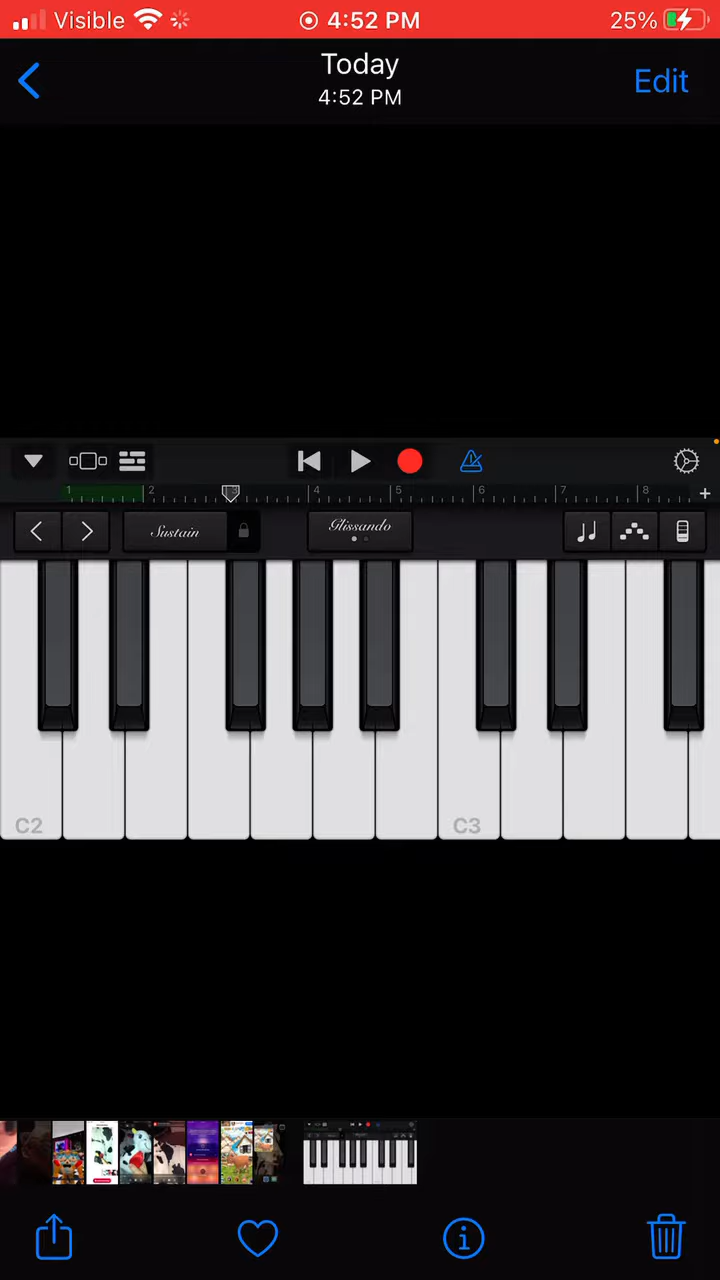 Visible 4:52 PM 25%
Today
4:52 PM Edit
1 2 3 4 5 6 7 8 +
Sustain Glissando
C2 C3